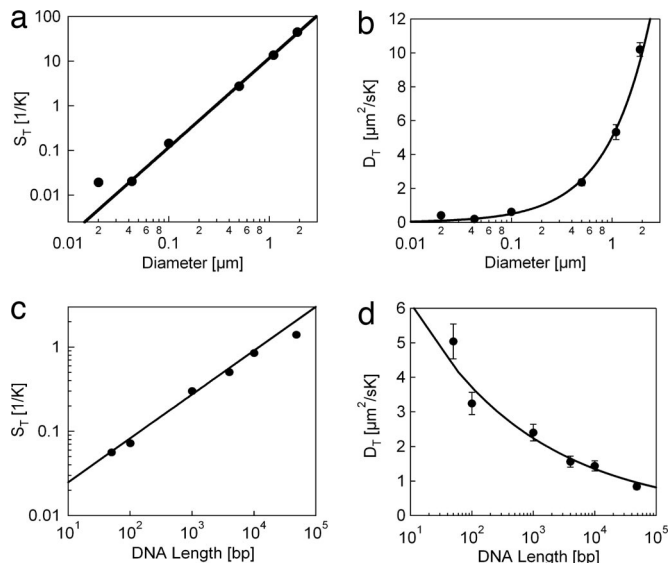 a
100
10
1
0.1
0.01
S_T [1/K]
0.01 2 4 6 8 0.1 2 4 6 8 1 2
Diameter [µm]
b
12
10
8
6
4
2
0
D_T [µm²/sK]
0.01 2 4 6 8 0.1 2 4 6 8 1 2
Diameter [µm]
c
1
0.1
0.01
S_T [1/K]
10¹ 10² 10³ 10⁴ 10⁵
DNA Length [bp]
d
6
5
4
3
2
1
0
D_T [µm²/sK]
10¹ 10² 10³ 10⁴ 10⁵
DNA Length [bp]